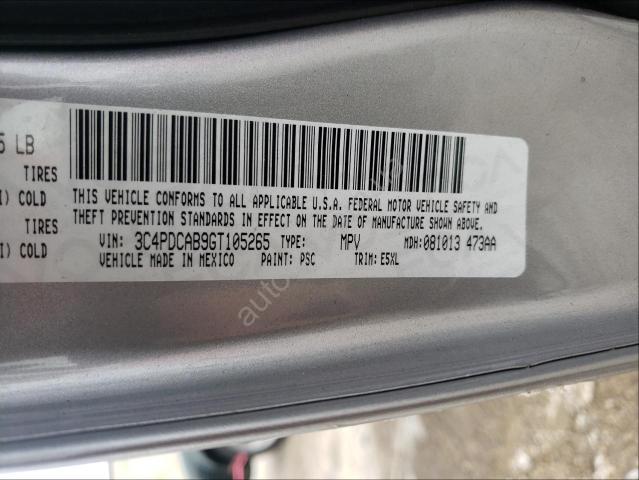 5 LB
TIRES
I) COLD
TIRES
I) COLD
THIS VEHICLE CONFORMS TO ALL APPLICABLE U.S.A. FEDERAL MOTOR VEHICLE SAFETY AND
THEFT PREVENTION STANDARDS IN EFFECT ON THE DATE OF MANUFACTURE SHOWN ABOVE.
VIN: 3C4PDCAB9GT105265 TYPE: MPV MDH:081013 473AA
VEHICLE MADE IN MEXICO PAINT: PSC TRIM: E5XL